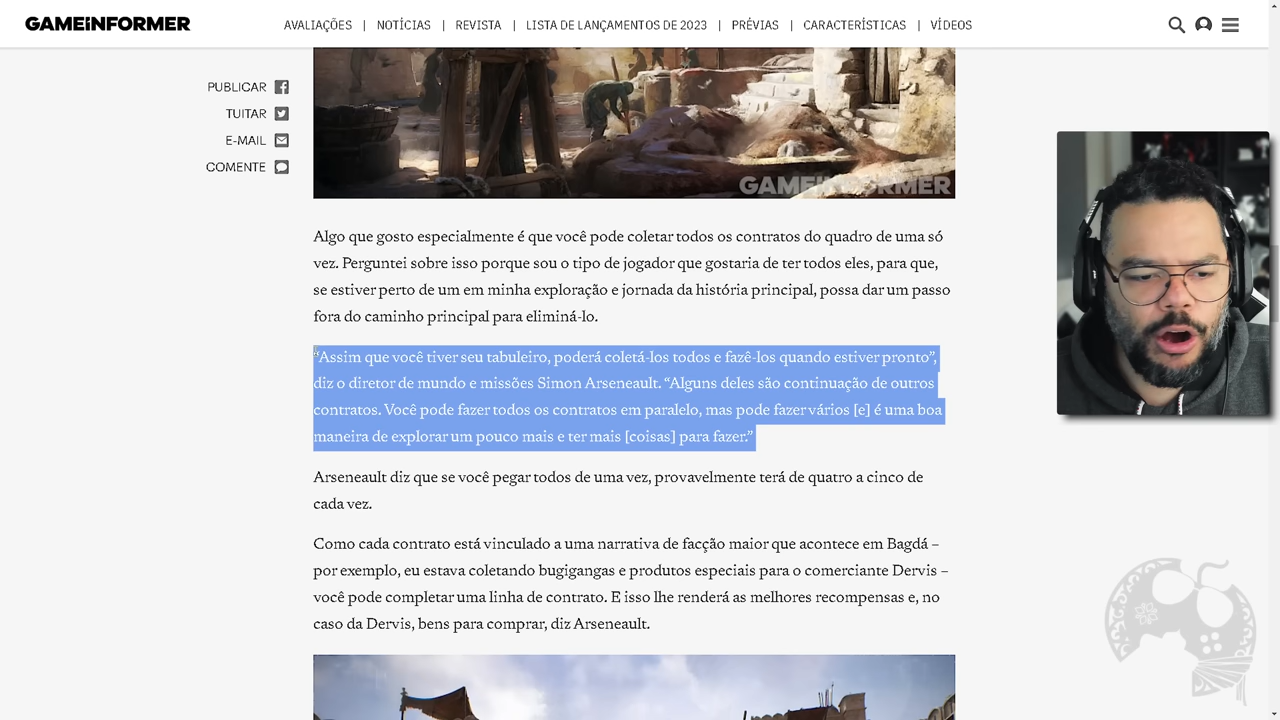 GAMEiNFORMER
AVALIAÇÕES | NOTÍCIAS | REVISTA | LISTA DE LANÇAMENTOS DE 2023 | PRÉVIAS | CARACTERÍSTICAS | VÍDEOS
PUBLICAR
TUITAR
E-MAIL
COMENTE
GAMEiNFORMER
Algo que gosto especialmente é que você pode coletar todos os contratos do quadro de uma só
vez. Perguntei sobre isso porque sou o tipo de jogador que gostaria de ter todos eles, para que,
se estiver perto de um em minha exploração e jornada da história principal, possa dar um passo
fora do caminho principal para eliminá-lo.
“Assim que você tiver seu tabuleiro, poderá coletá-los todos e fazê-los quando estiver pronto”,
diz o diretor de mundo e missões Simon Arseneault. “Alguns deles são continuação de outros
contratos. Você pode fazer todos os contratos em paralelo, mas pode fazer vários [e] é uma boa
maneira de explorar um pouco mais e ter mais [coisas] para fazer.”
Arseneault diz que se você pegar todos de uma vez, provavelmente terá de quatro a cinco de
cada vez.
Como cada contrato está vinculado a uma narrativa de facção maior que acontece em Bagdá –
por exemplo, eu estava coletando bugigangas e produtos especiais para o comerciante Dervis –
você pode completar uma linha de contrato. E isso lhe renderá as melhores recompensas e, no
caso da Dervis, bens para comprar, diz Arseneault.